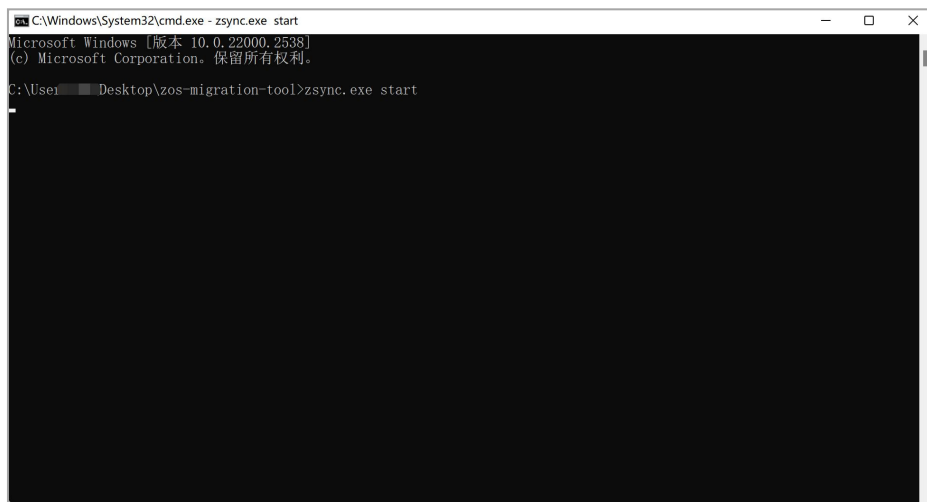 C:\Windows\System32\cmd.exe - zsync.exe  start
Microsoft Windows [版本 10.0.22000.2538]
(c) Microsoft Corporation。保留所有权利。
C:\User Desktop\zos-migration-tool>zsync.exe start